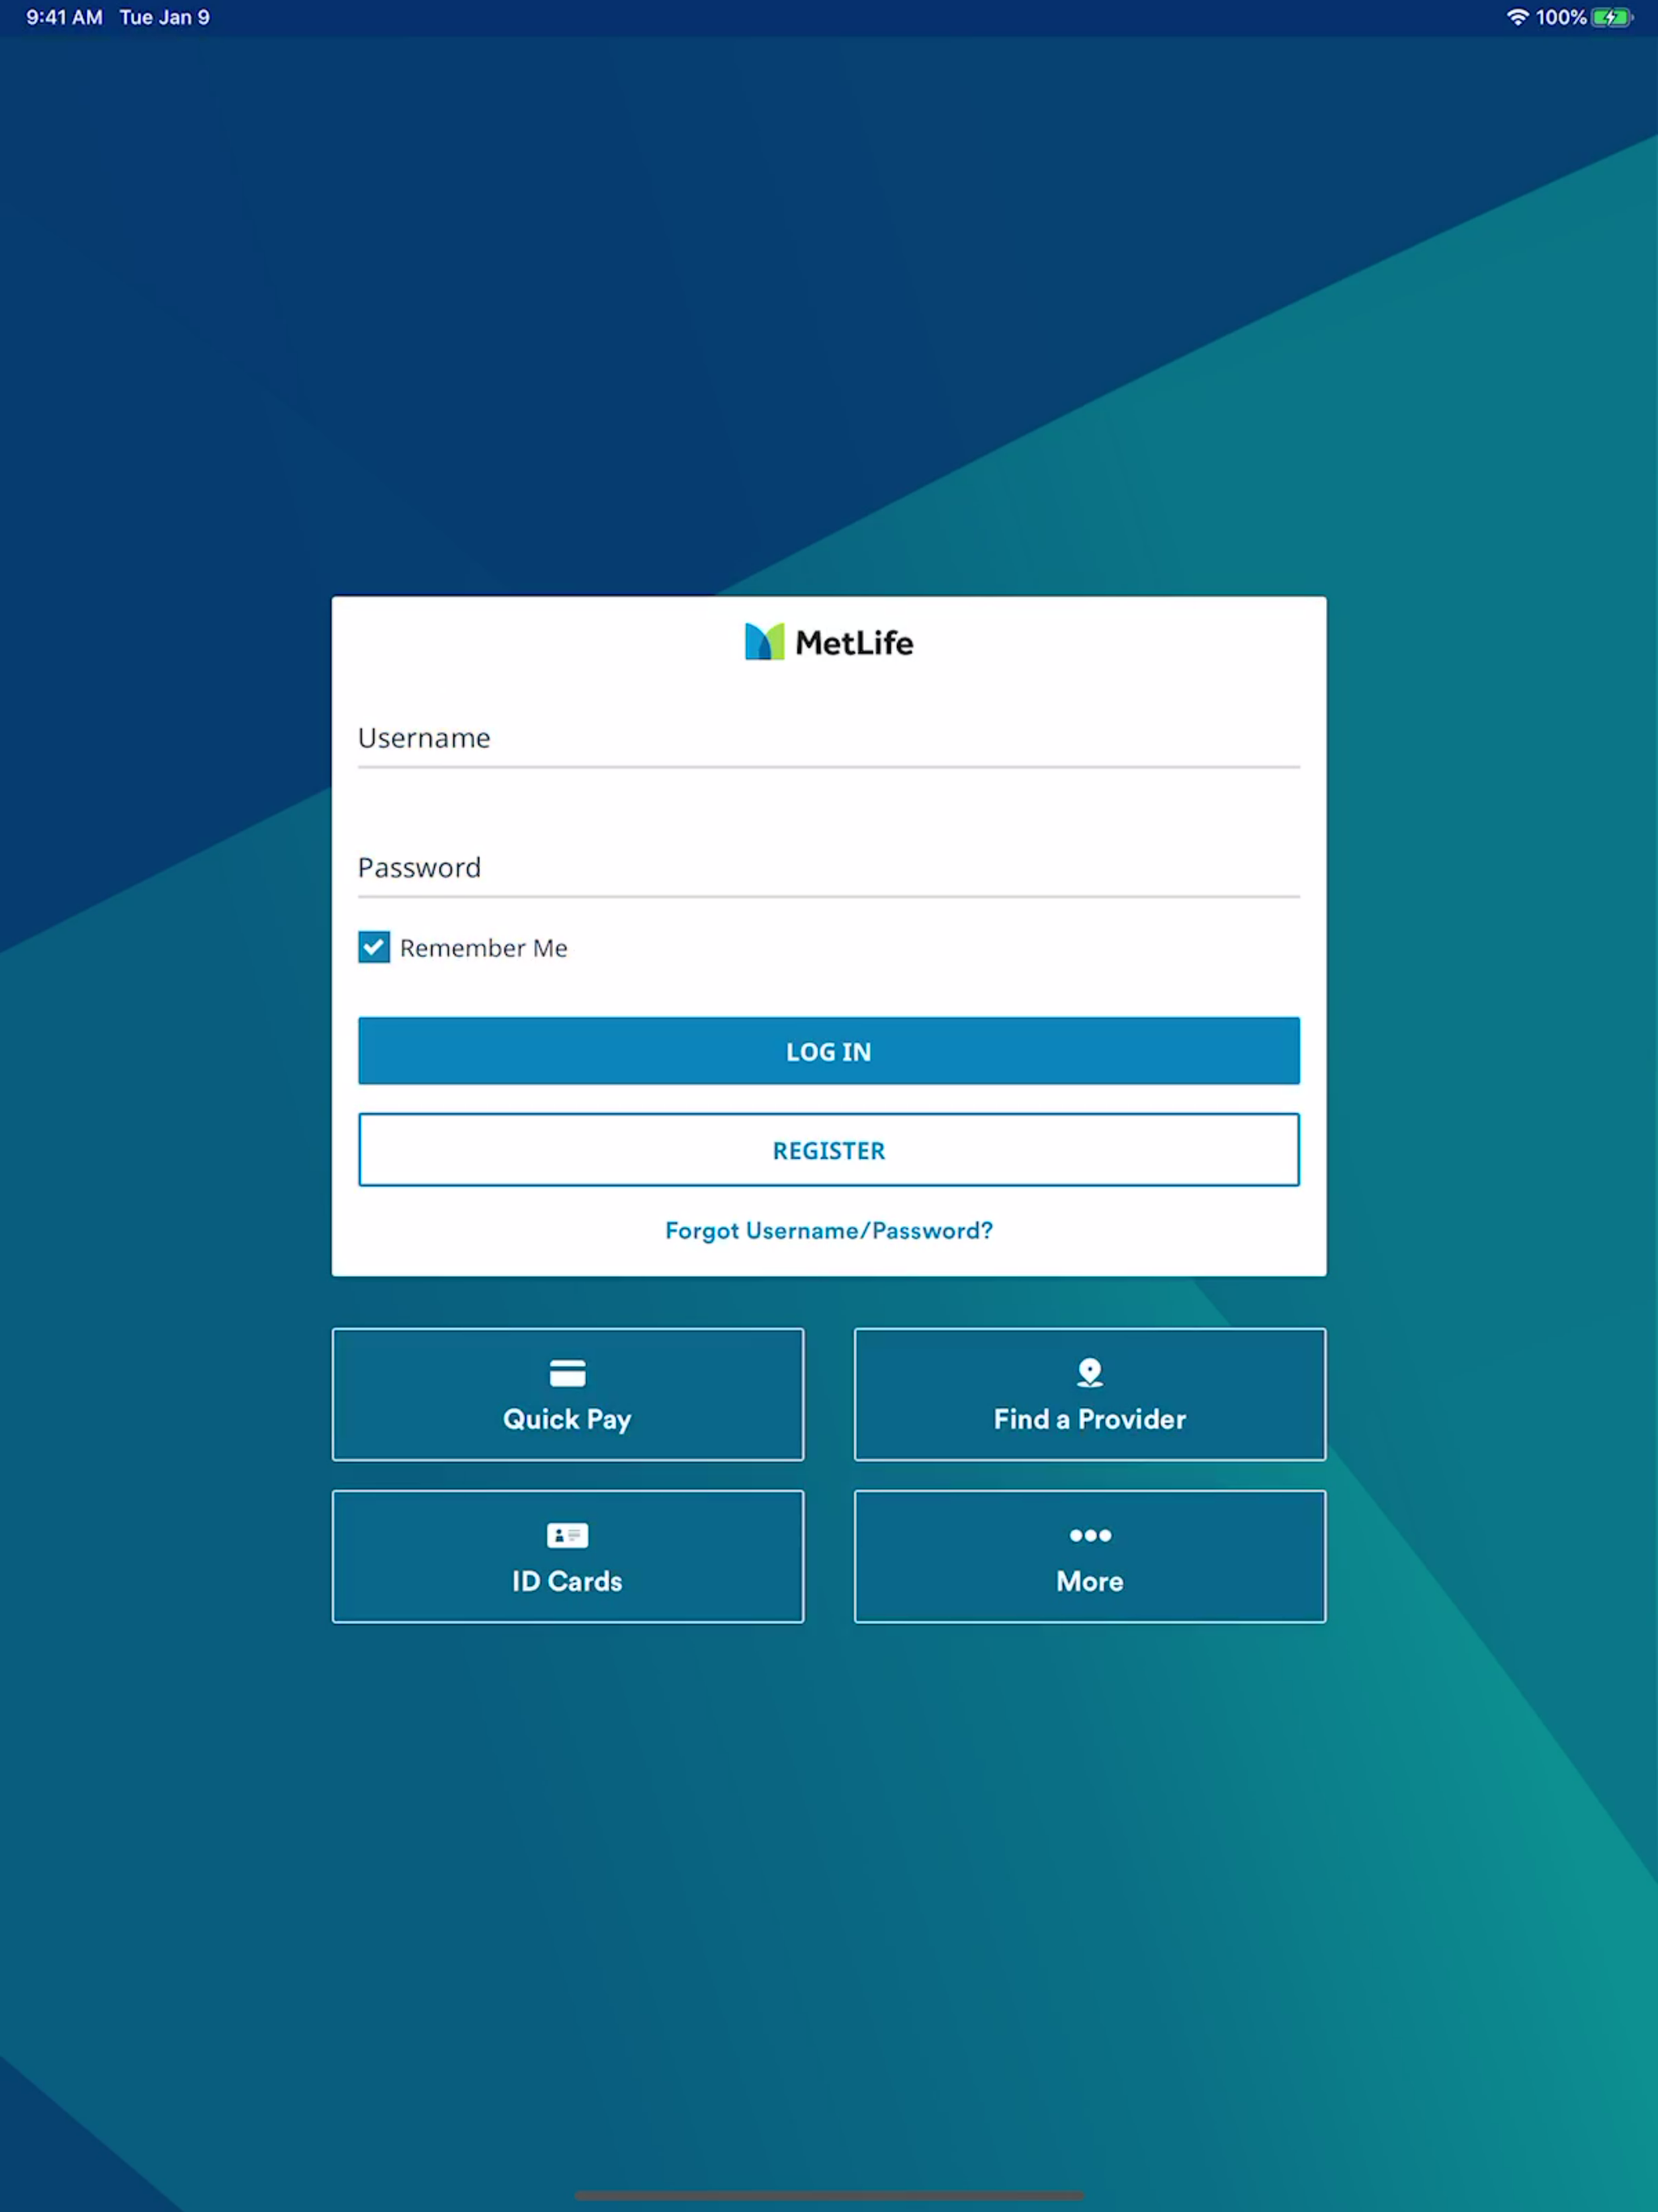 9:41 AM Tue Jan 9
100%
MetLife
Username
Password
Remember Me
LOG IN
REGISTER
Forgot Username/Password?
Quick Pay
Find a Provider
ID Cards
More